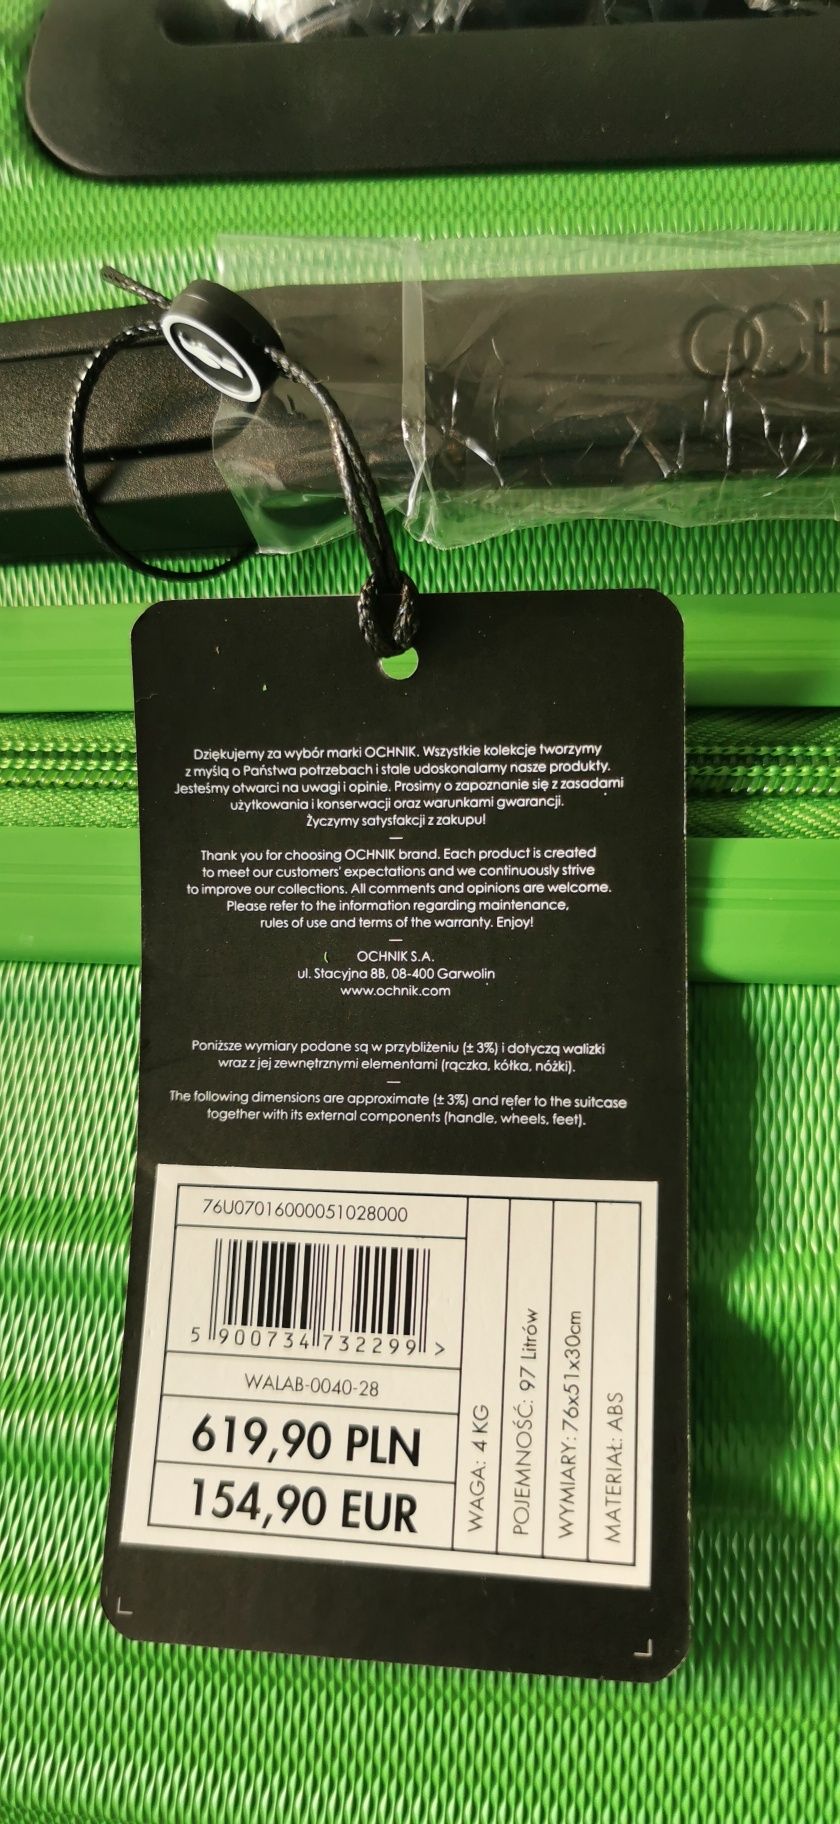 OCH
Dziękujemy za wybór marki OCHNIK. Wszystkie kolekcje tworzymy
z myślą o Państwa potrzebach i stale udoskonalamy nasze produkty.
Jesteśmy otwarci na uwagi i opinie. Prosimy o zapoznanie się z zasadami
użytkowania i konserwacji oraz warunkami gwarancji.
Życzymy satysfakcji z zakupu!
—
Thank you for choosing OCHNIK brand. Each product is created
to meet our customers' expectations and we continuously strive
to improve our collections. All comments and opinions are welcome.
Please refer to the information regarding maintenance,
rules of use and terms of the warranty. Enjoy!
—
OCHNIK S.A.
ul. Stacyjna 8B, 08-400 Garwolin
www.ochnik.com
Poniższe wymiary podane są w przybliżeniu (± 3%) i dotyczą walizki
wraz z jej zewnętrznymi elementami (rączka, kółka, nóżki).
—
The following dimensions are approximate (± 3%) and refer to the suitcase
together with its external components (handle, wheels, feet).
76U07016000051028000
5 900734 732299 >
WALAB-0040-28
619,90 PLN
154,90 EUR
WAGA: 4 KG
POJEMNOŚĆ: 97 Litrów
WYMIARY: 76x51x30cm
MATERIAŁ: ABS